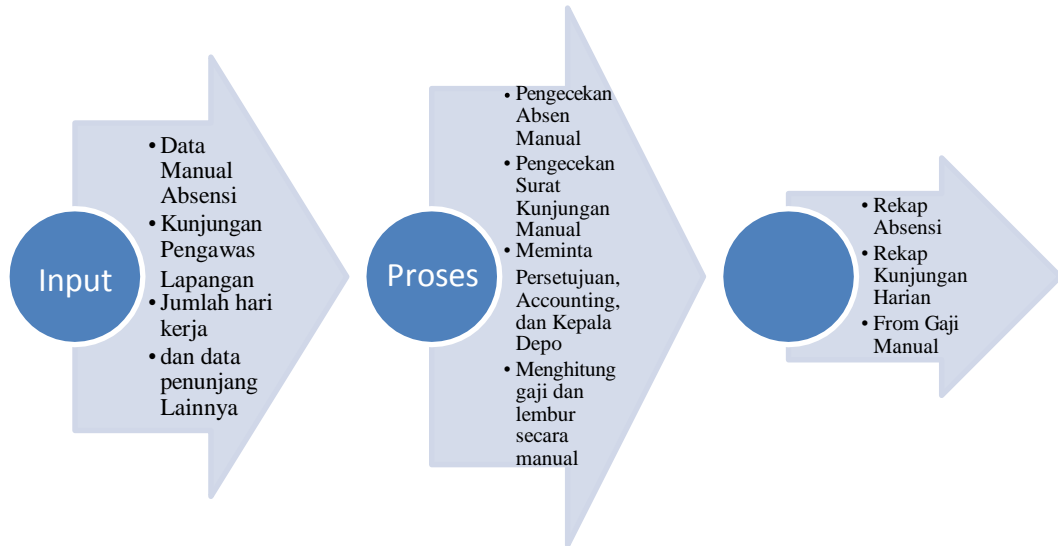 Input
• Data
Manual
Absensi
• Kunjungan
Pengawas
Lapangan
• Jumlah hari
kerja
• dan data
penunjang
Lainnya
Proses
• Pengecekan
Absen
Manual
• Pengecekan
Surat
Kunjungan
Manual
• Meminta
Persetujuan,
Accounting,
dan Kepala
Depo
• Menghitung
gaji dan
lembur
secara
manual
• Rekap
Absensi
• Rekap
Kunjungan
Harian
• From Gaji
Manual